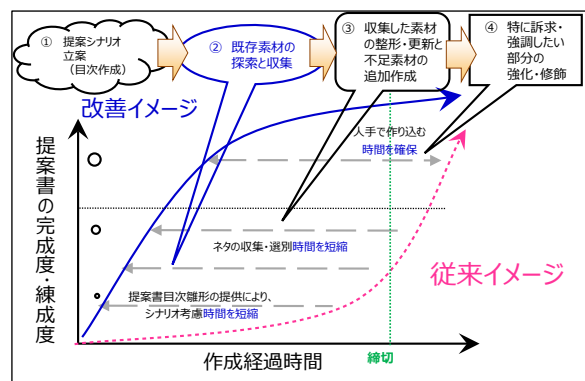 ① 提案シナリオ
立案
(目次作成)
② 既存素材の
探索と収集
③ 収集した素材
の整形・更新と
不足素材の
追加作成
④ 特に訴求・
強調したい
部分の
強化・修飾
改善イメージ
人手で作り込む
時間を確保
提案書の完成度・練成度
ネタの収集・選別時間を短縮
従来イメージ
提案書目次雛形の提供により、
シナリオ考慮時間を短縮
作成経過時間
締切